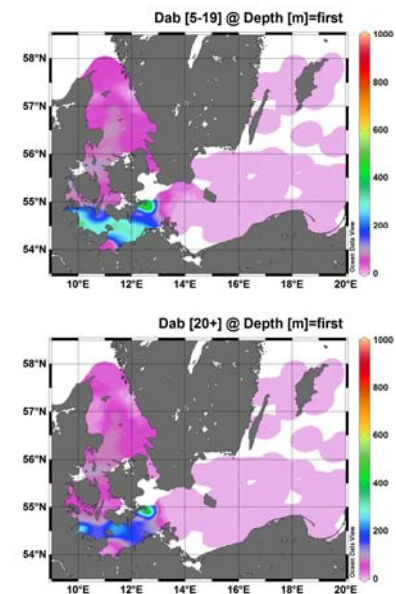 Dab [5-19] @ Depth [m]=first
58°N
57°N
56°N
55°N
54°N
10°E 12°E 14°E 16°E 18°E 20°E
1000
800
600
400
200
0
Ocean Data View
Dab [20+] @ Depth [m]=first
58°N
57°N
56°N
55°N
54°N
10°E 12°E 14°E 16°E 18°E 20°E
1000
800
600
400
200
0
Ocean Data View